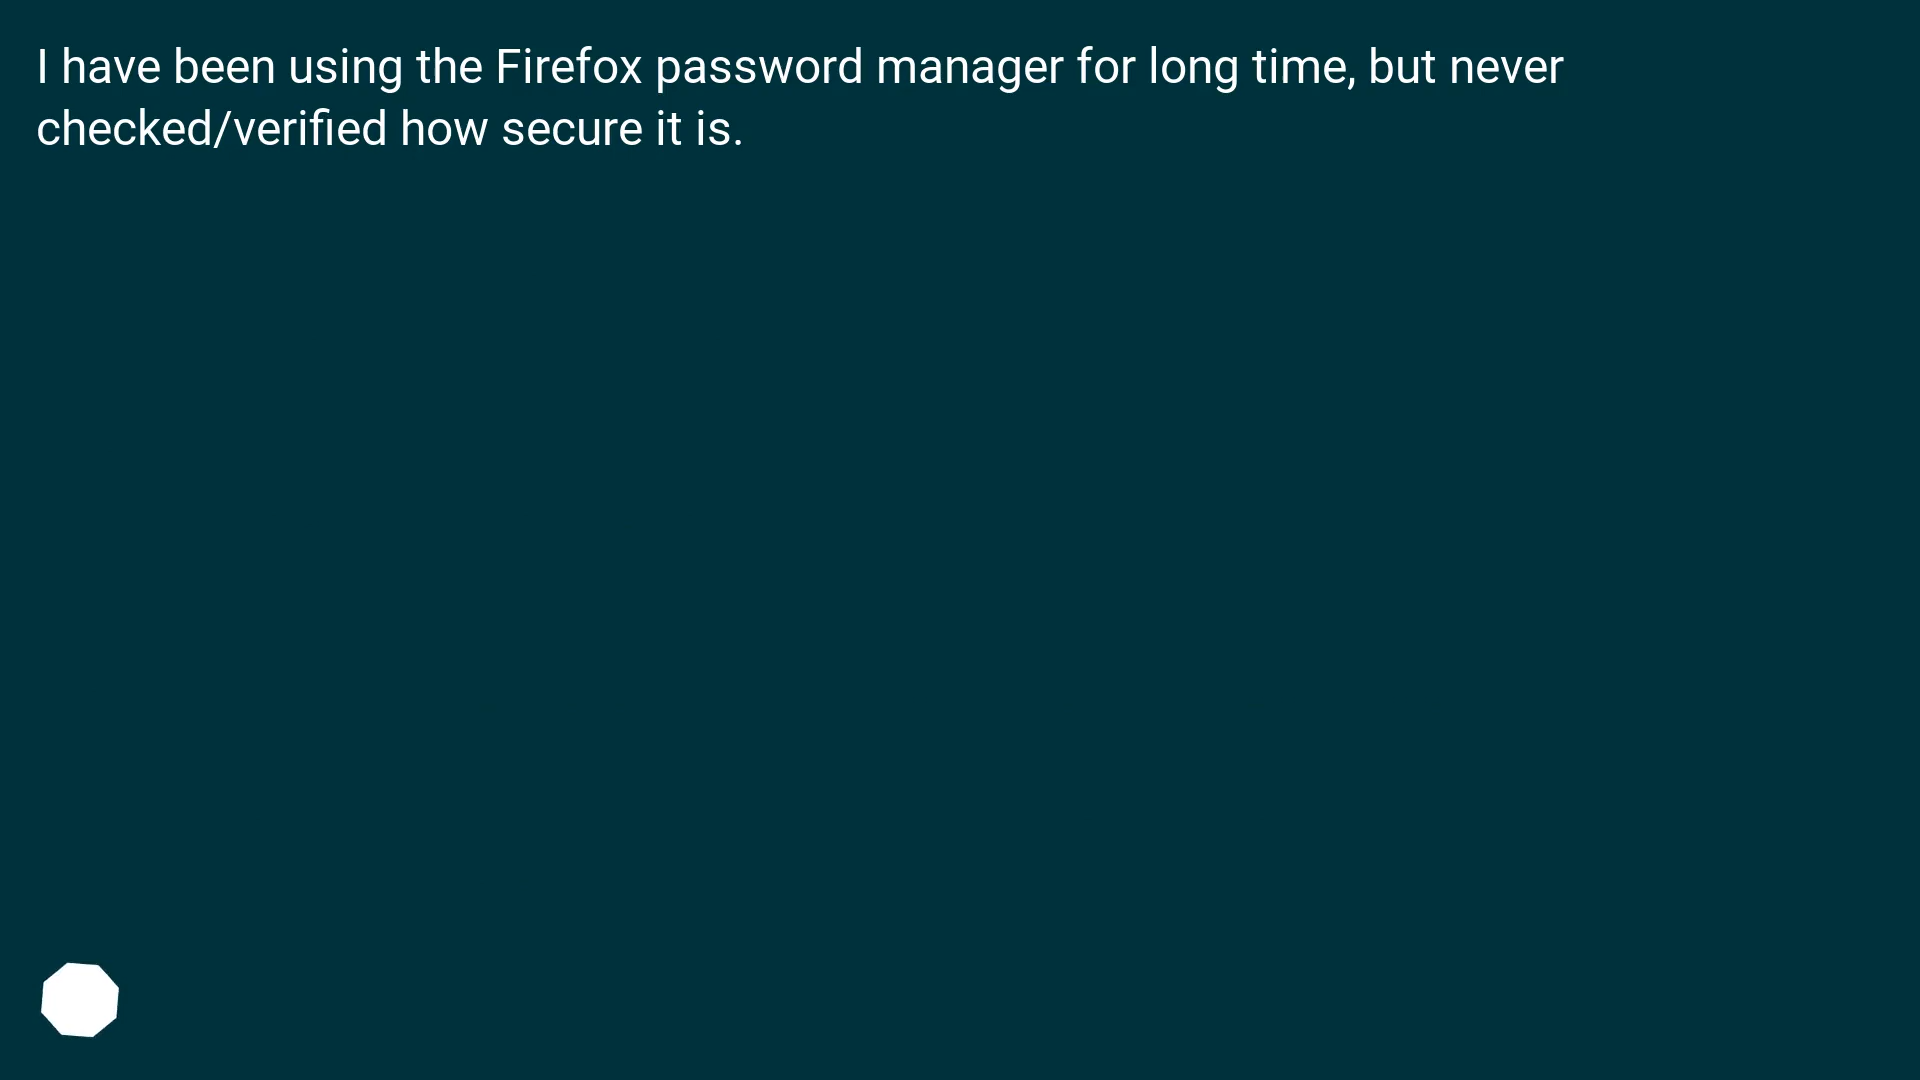 I have been using the Firefox password manager for long time, but never
checked/verified how secure it is.